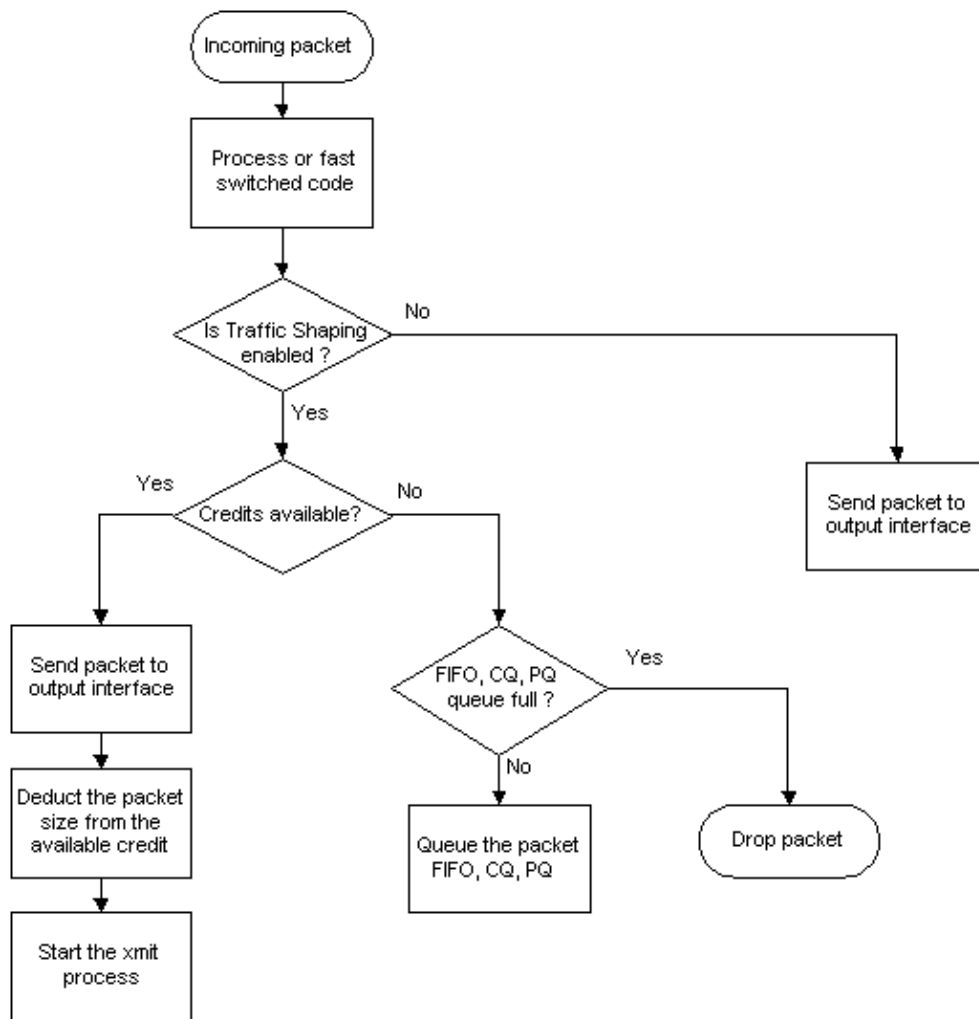 Incoming packet
Process or fast
switched code
No
Is Traffic Shaping
enabled ?
Yes
Yes
No
Credits available?
Send packet to
output interface
Send packet to
output interface
FIFO, CQ, PQ
queue full ?
Yes
No
Deduct the packet
size from the
available credit
Queue the packet
FIFO, CQ, PQ
Drop packet
Start the xmit
process